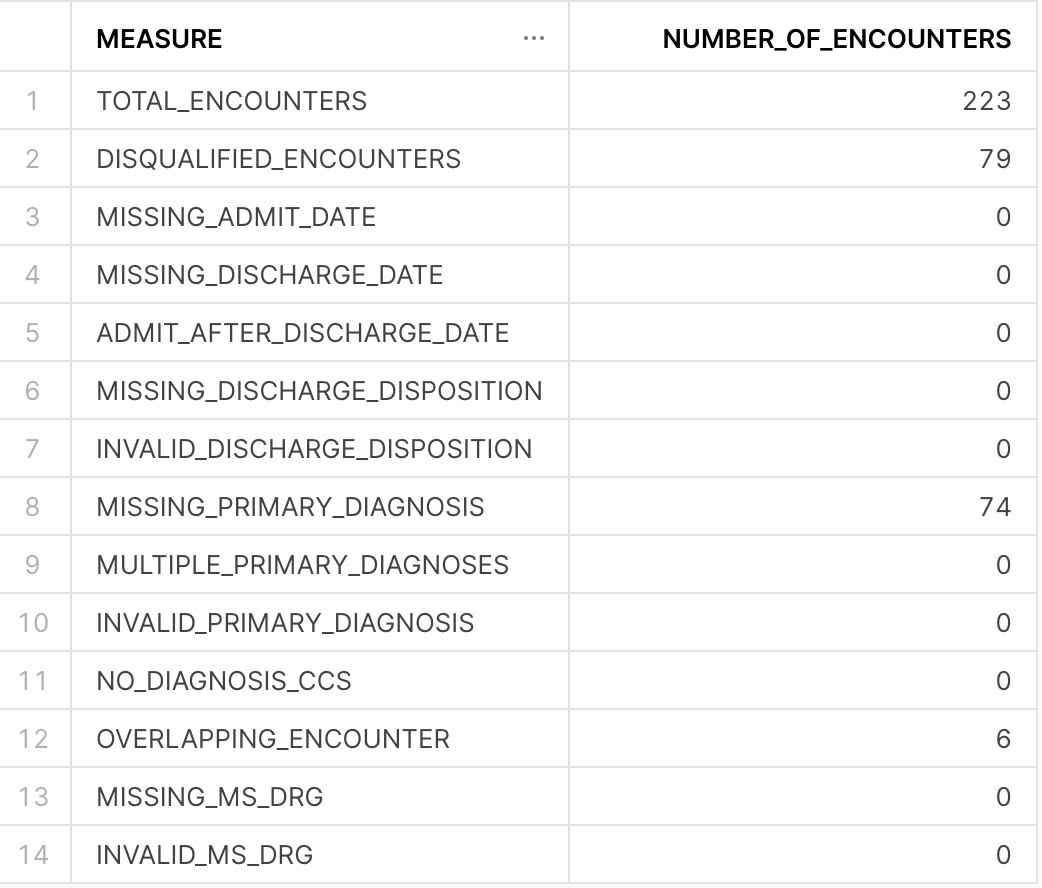 MEASURE ... NUMBER_OF_ENCOUNTERS
1 TOTAL_ENCOUNTERS 223
2 DISQUALIFIED_ENCOUNTERS 79
3 MISSING_ADMIT_DATE 0
4 MISSING_DISCHARGE_DATE 0
5 ADMIT_AFTER_DISCHARGE_DATE 0
6 MISSING_DISCHARGE_DISPOSITION 0
7 INVALID_DISCHARGE_DISPOSITION 0
8 MISSING_PRIMARY_DIAGNOSIS 74
9 MULTIPLE_PRIMARY_DIAGNOSES 0
10 INVALID_PRIMARY_DIAGNOSIS 0
11 NO_DIAGNOSIS_CCS 0
12 OVERLAPPING_ENCOUNTER 6
13 MISSING_MS_DRG 0
14 INVALID_MS_DRG 0